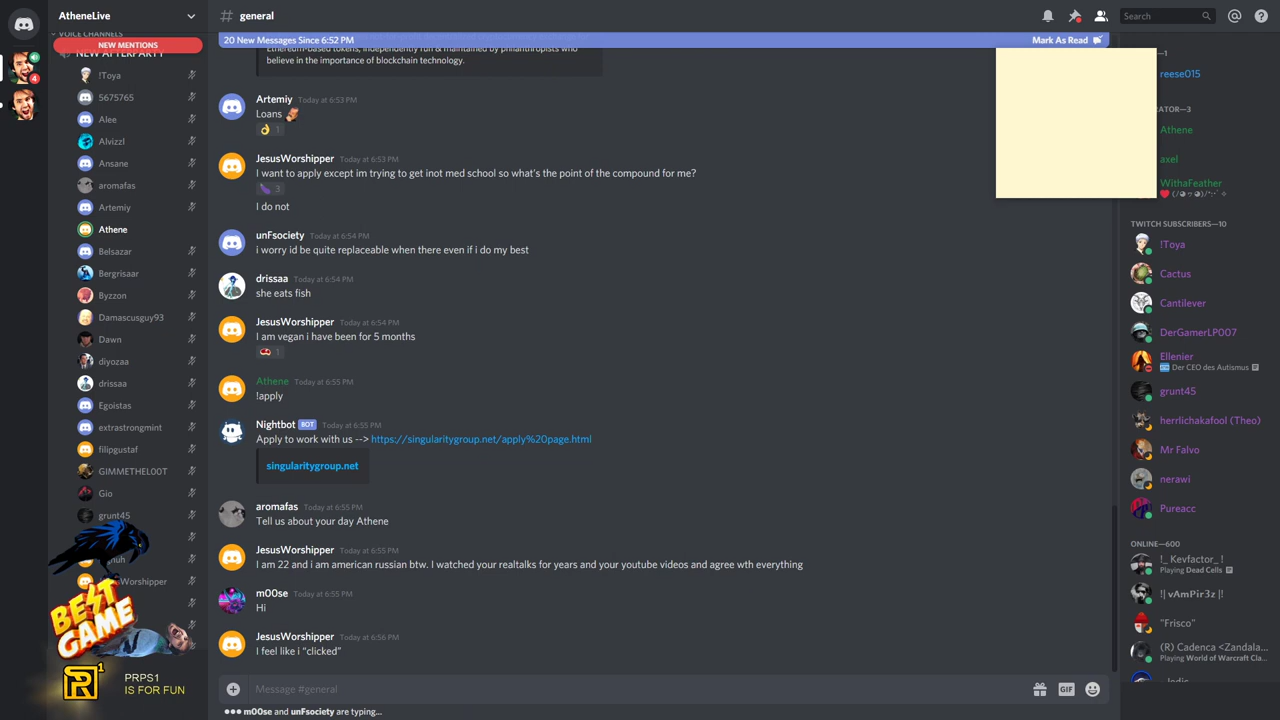 AtheneLive
# general
Search
VOICE CHANNELS
NEW MENTIONS
NEW AFTERPARTY
4
!Toya
5675765
Alee
Alvizzl
Ansane
aromafas
Artemiy
Athene
Belsazar
Bergrisaar
Byzzon
Damascusguy93
Dawn
diyozaa
drissaa
Egoistas
extrastrongmint
filipgustaf
GIMMETHEL00T
Gio
grunt45
BEST
GAME
PRPS1
IS FOR FUN
20 New Messages Since 6:52 PM
Mark As Read
Ethereum-based tokens, independently run & maintained by philanthropists who
believe in the importance of blockchain technology.
Artemiy Today at 6:53 PM
Loans
1
JesusWorshipper Today at 6:53 PM
I want to apply except im trying to get inot med school so what's the point of the compound for me?
3
I do not
unFsociety Today at 6:54 PM
i worry id be quite replaceable when there even if i do my best
drissaa Today at 6:54 PM
she eats fish
JesusWorshipper Today at 6:54 PM
I am vegan i have been for 5 months
1
Athene Today at 6:55 PM
!apply
Nightbot BOT Today at 6:55 PM
Apply to work with us --> https://singularitygroup.net/apply%20page.html
singularitygroup.net
aromafas Today at 6:55 PM
Tell us about your day Athene
JesusWorshipper Today at 6:55 PM
I am 22 and i am american russian btw. I watched your realtalks for years and your youtube videos and agree wth everything
m00se Today at 6:55 PM
Hi
JesusWorshipper Today at 6:56 PM
I feel like i "clicked"
Message #general
GIF
m00se and unFsociety are typing...
reese015
Athene
axel
WithaFeather
TWITCH SUBSCRIBERS—10
!Toya
Cactus
Cantilever
DerGamerLP007
Ellenier
Der CEO des Autismus
grunt45
herrlichakafool (Theo)
Mr Falvo
nerawi
Pureacc
ONLINE—600
!_Kevfactor_!
Playing Dead Cells
!| vAmPir3z |!
"Frisco"
(R) Cadenca <Zandala...
Playing World of Warcraft Cla...